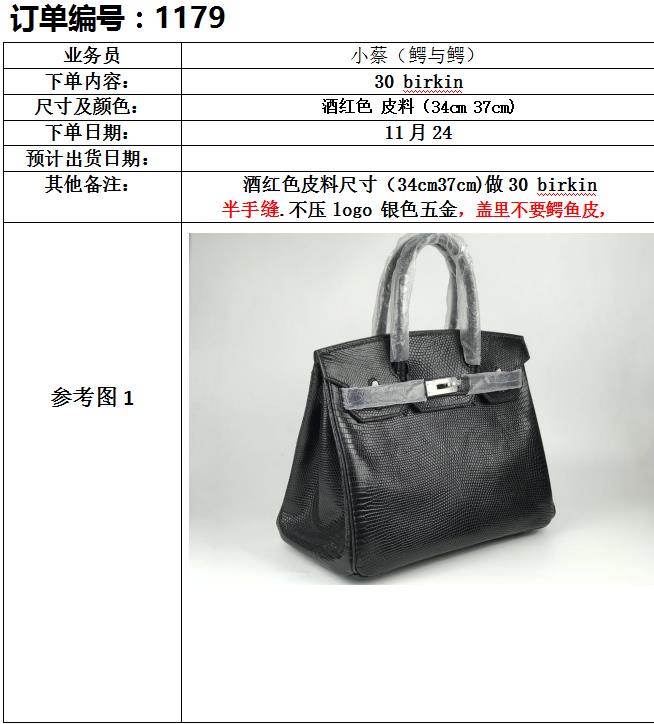 订单编号：1179
业务员
小蔡（鳄与鳄）
下单内容：
30 birkin
尺寸及颜色：
酒红色 皮料（34cm 37cm)
下单日期：
11月24
预计出货日期：
其他备注：
酒红色皮料尺寸（34cm37cm)做30 birkin
半手缝.不压logo 银色五金，盖里不要鳄鱼皮，
参考图1